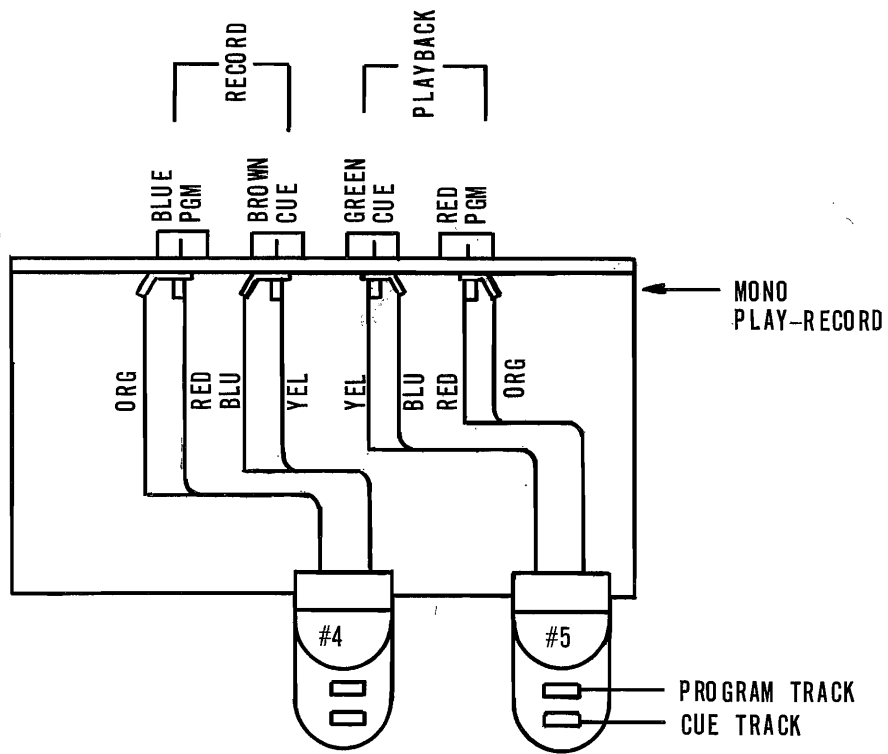 RECORD
PLAYBACK
BLUE
PGM
BROWN
CUE
GREEN
CUE
RED
PGM
MONO
PLAY-RECORD
ORG
RED
BLU
YEL
YEL
BLU
RED
ORG
#4
#5
PROGRAM TRACK
CUE TRACK